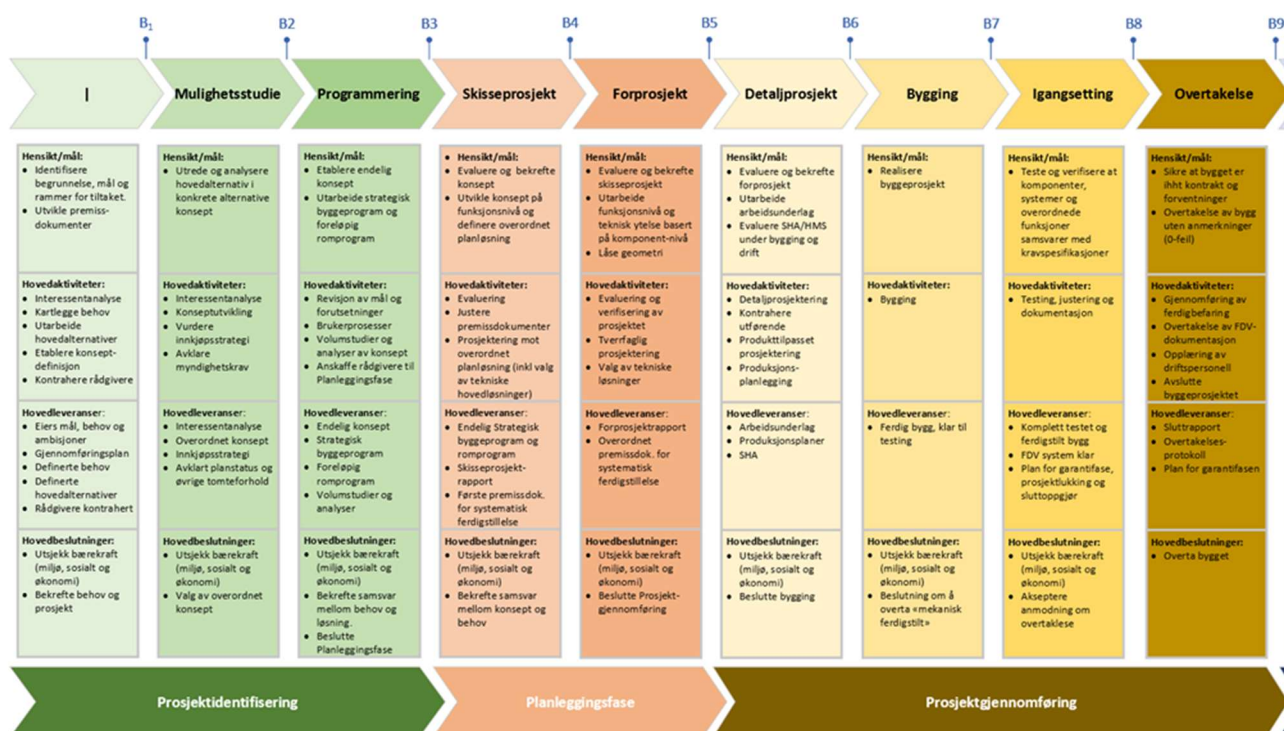 B₁
B2
B3
B4
B5
B6
B7
B8
B9
|
Mulighetsstudie
Programmering
Skisseprosjekt
Forprosjekt
Detaljprosjekt
Bygging
Igangsetting
Overtakelse
Hensikt/mål:
• Identifisere
begrunnelse, mål og
rammer for tiltaket.
• Utvikle premiss-
dokumenter
Hovedaktiviteter:
• Interessentanalyse
• Kartlegge behov
• Utarbeide
hovedalternativer
• Etablere konsept-
definisjon
• Kontrahere rådgivere
Hovedleveranser:
• Eiers mål, behov og
ambisjoner
• Gjennomføringsplan
• Definerte behov
• Definerte
hovedalternativer
• Rådgivere kontrahert
Hovedbeslutninger:
• Utsjekk bærekraft
(miljø, sosialt og
økonomi)
• Bekrefte behov og
prosjekt
Hensikt/mål:
• Utrede og analysere
hovedalternativ i
konkrete alternative
konsept
Hovedaktiviteter:
• Interessentanalyse
• Konseptutvikling
• Vurdere
innkjøpsstrategi
• Avklare
myndighetskrav
Hovedleveranser:
• Interessentanalyse
• Overordnet konsept
• Innkjøpsstrategi
• Avklart planstatus og
øvrige tomteforhold
Hovedbeslutninger:
• Utsjekk bærekraft
(miljø, sosialt og
økonomi)
• Valg av overordnet
konsept
Hensikt/mål:
• Etablere endelig
konsept
• Utarbeide strategisk
byggeprogram og
foreløpig
romprogram
Hovedaktiviteter:
• Revisjon av mål og
forutsetninger
• Brukerprosesser
• Volumstudier og
analyser av konsept
• Anskaffe rådgivere til
Planleggingsfase
Hovedleveranser:
• Endelig konsept
• Strategisk
byggeprogram
• Foreløpig
romprogram
• Volumstudier og
analyser
Hovedbeslutninger:
• Utsjekk bærekraft
(miljø, sosialt og
økonomi)
• Bekrefte samsvar
mellom behov og
løsning.
• Beslutte
Planleggingsfase
• Hensikt/mål:
• Evaluere og bekrefte
konsept
• Utvikle konsept på
funksjonsnivå og
definere overordnet
planløsning
Hovedaktiviteter:
• Evaluering
• Justere
premissdokumenter
• Prosjektering mot
overordnet
planløsning (inkl valg
av tekniske
hovedløsninger)
Hovedleveranser:
• Endelig Strategisk
byggeprogram og
romprogram
• Skisseprosjekt-
rapport
• Første premissdok.
for systematisk
ferdigstillelse
Hovedbeslutninger:
• Utsjekk bærekraft
(miljø, sosialt og
økonomi)
• Bekrefte samsvar
mellom konsept og
behov
Hensikt/mål:
• Evaluere og bekrefte
skisseprosjekt
• Utarbeide
funksjonsnivå og
teknisk ytelse basert
på komponent-nivå
• Låse geometri
Hovedaktiviteter:
• Evaluering og
verifisering av
prosjektet
• Tverrfaglig
prosjektering
• Valg av tekniske
løsninger
Hovedleveranser:
• Forprosjektrapport
• Overordnet
premissdok. for
systematisk
ferdigstillelse
Hovedbeslutninger:
• Utsjekk bærekraft
(miljø, sosialt og
økonomi)
• Beslutte Prosjekt-
gjennomføring
Hensikt/mål:
• Evaluere og bekrefte
forprosjekt
• Utarbeide
arbeidsunderlag
• Evaluere SHA/HMS
under bygging og
drift
Hovedaktiviteter:
• Detaljprosjektering
• Kontrahere
utførende
• Produkttilpasset
prosjektering
• Produksjons-
planlegging
Hovedleveranser:
• Arbeidsunderlag
• Produksjonsplaner
• SHA
Hovedbeslutninger:
• Utsjekk bærekraft
(miljø, sosialt og
økonomi)
• Beslutte bygging
Hensikt/mål:
• Realisere
byggeprosjekt
Hovedaktiviteter:
• Bygging
Hovedleveranser:
• Ferdig bygg, klar til
testing
Hovedbeslutninger:
• Utsjekk bærekraft
(miljø, sosialt og
økonomi)
• Beslutning om å
overta «mekanisk
ferdigstilt»
Hensikt/mål:
• Teste og verifisere at
komponenter,
systemer og
overordnede
funksjoner
samsvarer med
kravspesifikasjoner
Hovedaktiviteter:
• Testing, justering og
dokumentasjon
Hovedleveranser:
• Komplett testet og
ferdigstilt bygg
• FDV system klar
• Plan for garantifase,
prosjektlukking og
sluttoppgjør
Hovedbeslutninger:
• Utsjekk bærekraft
(miljø, sosialt og
økonomi)
• Akseptere
anmodning om
overtaklese
Hensikt/mål:
• Sikre at bygget er
ihht kontrakt og
forventninger
• Overtakelse av bygg
uten anmerkninger
(0-feil)
Hovedaktiviteter:
• Gjennomføring av
ferdigbefaring
• Overtakelse av FDV-
dokumentasjon
• Opplæring av
driftspersonell
• Avslutte
byggeprosjektet
Hovedleveranser:
• Sluttrapport
• Overtakelses-
protokoll
• Plan for garantifasen
Hovedbeslutninger:
• Overta bygget
Prosjektidentifisering
Planleggingsfase
Prosjektgjennomføring